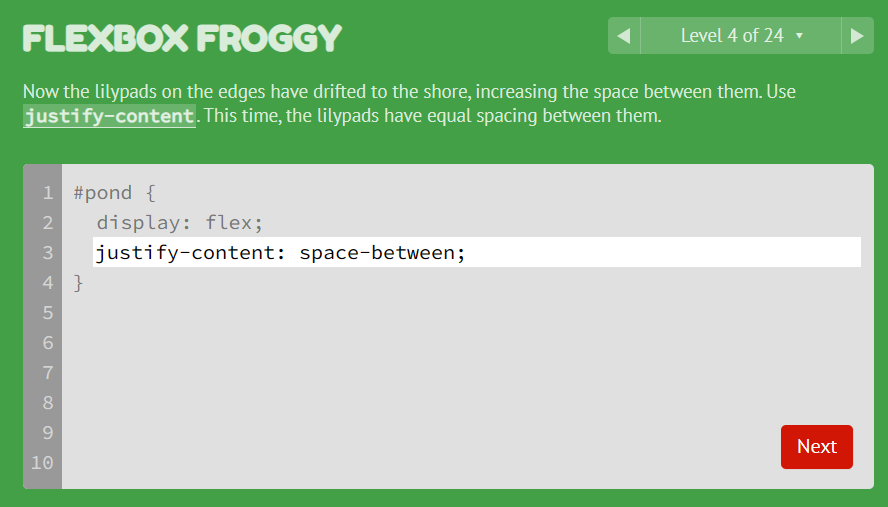 FLEXBOX FROGGY
Level 4 of 24
Now the lilypads on the edges have drifted to the shore, increasing the space between them. Use
justify-content. This time, the lilypads have equal spacing between them.
1 #pond {
2 display: flex;
3 justify-content: space-between;
4 }
5
6
7
8
9
10
Next